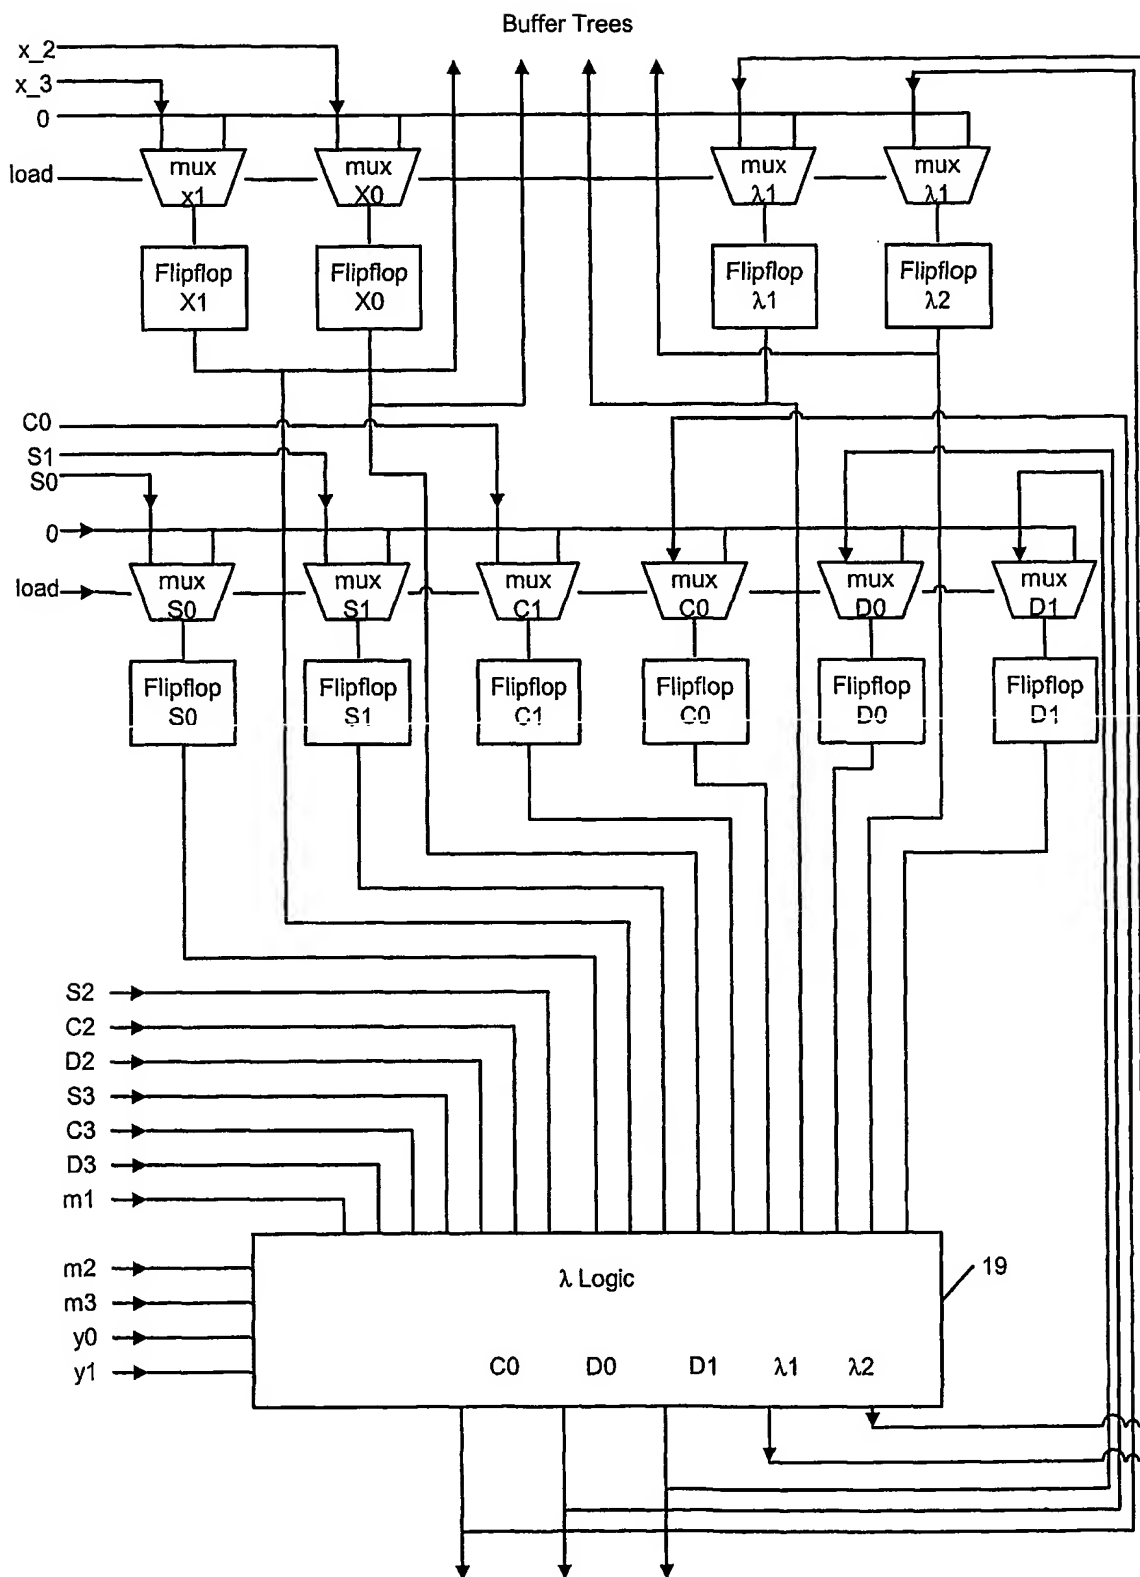 Buffer Trees
x_2
x_3
0
load
mux
x1
mux
X0
mux
λ1
mux
λ1
Flipflop
X1
Flipflop
X0
Flipflop
λ1
Flipflop
λ2
C0
S1
S0
0
load
mux
S0
mux
S1
mux
C1
mux
C0
mux
D0
mux
D1
Flipflop
S0
Flipflop
S1
Flipflop
C1
Flipflop
C0
Flipflop
D0
Flipflop
D1
S2
C2
D2
S3
C3
D3
m1
m2
m3
y0
y1
λ Logic
19
C0 D0 D1 λ1 λ2